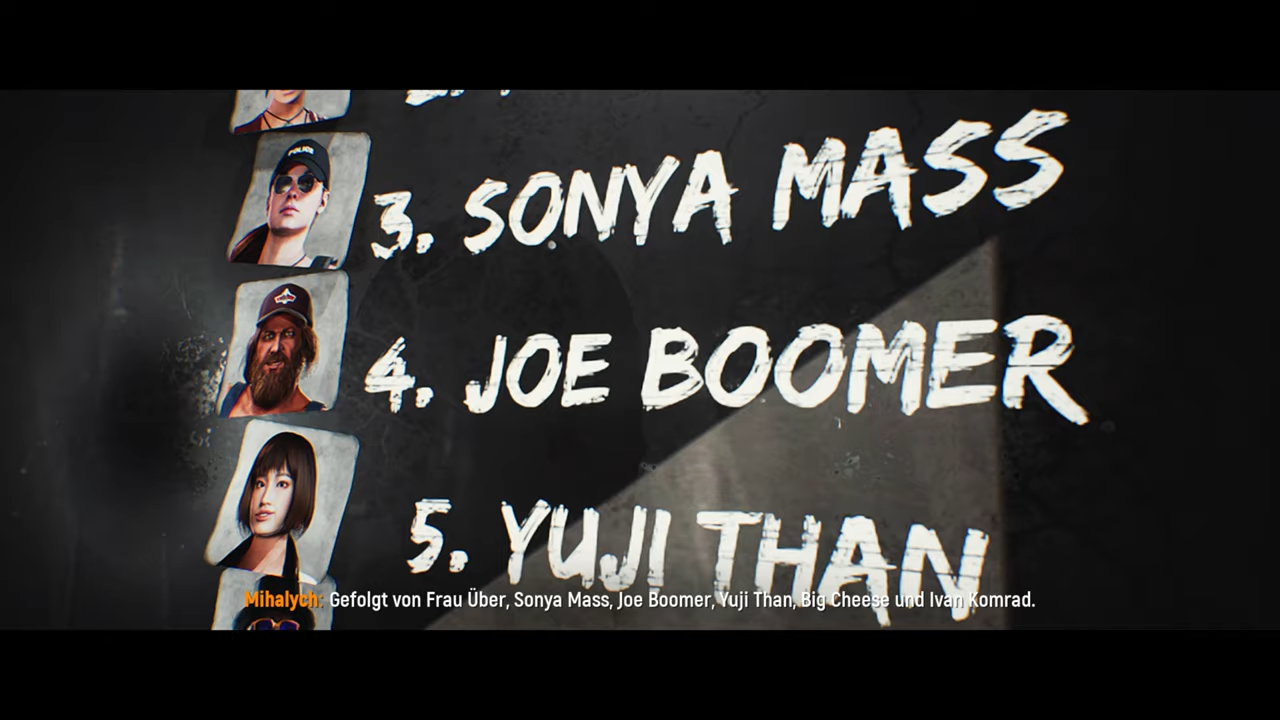 POLICE
3. SONYA MASS
4. JOE BOOMER
5. YUJI THAN
Mihalych: Gefolgt von Frau Über, Sonya Mass, Joe Boomer, Yuji Than, Big Cheese und Ivan Komrad.